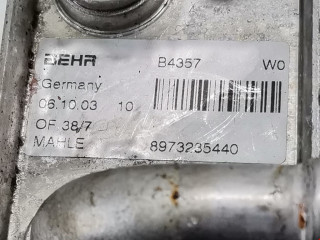 BEHR B4357 W0
Germany
06.10.03 10
OF 38/7
MAHLE 8973235440